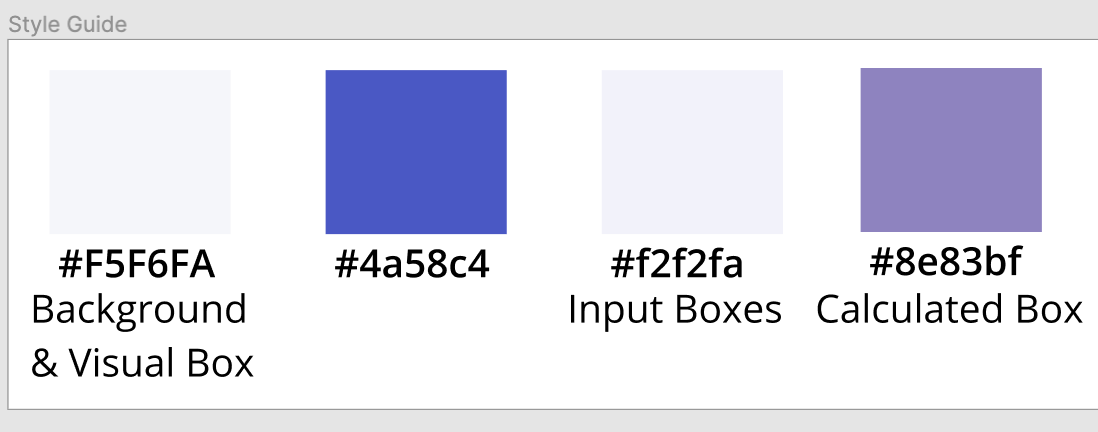 Style Guide
#F5F6FA
Background
& Visual Box
#4a58c4
#f2f2fa
Input Boxes
#8e83bf
Calculated Box